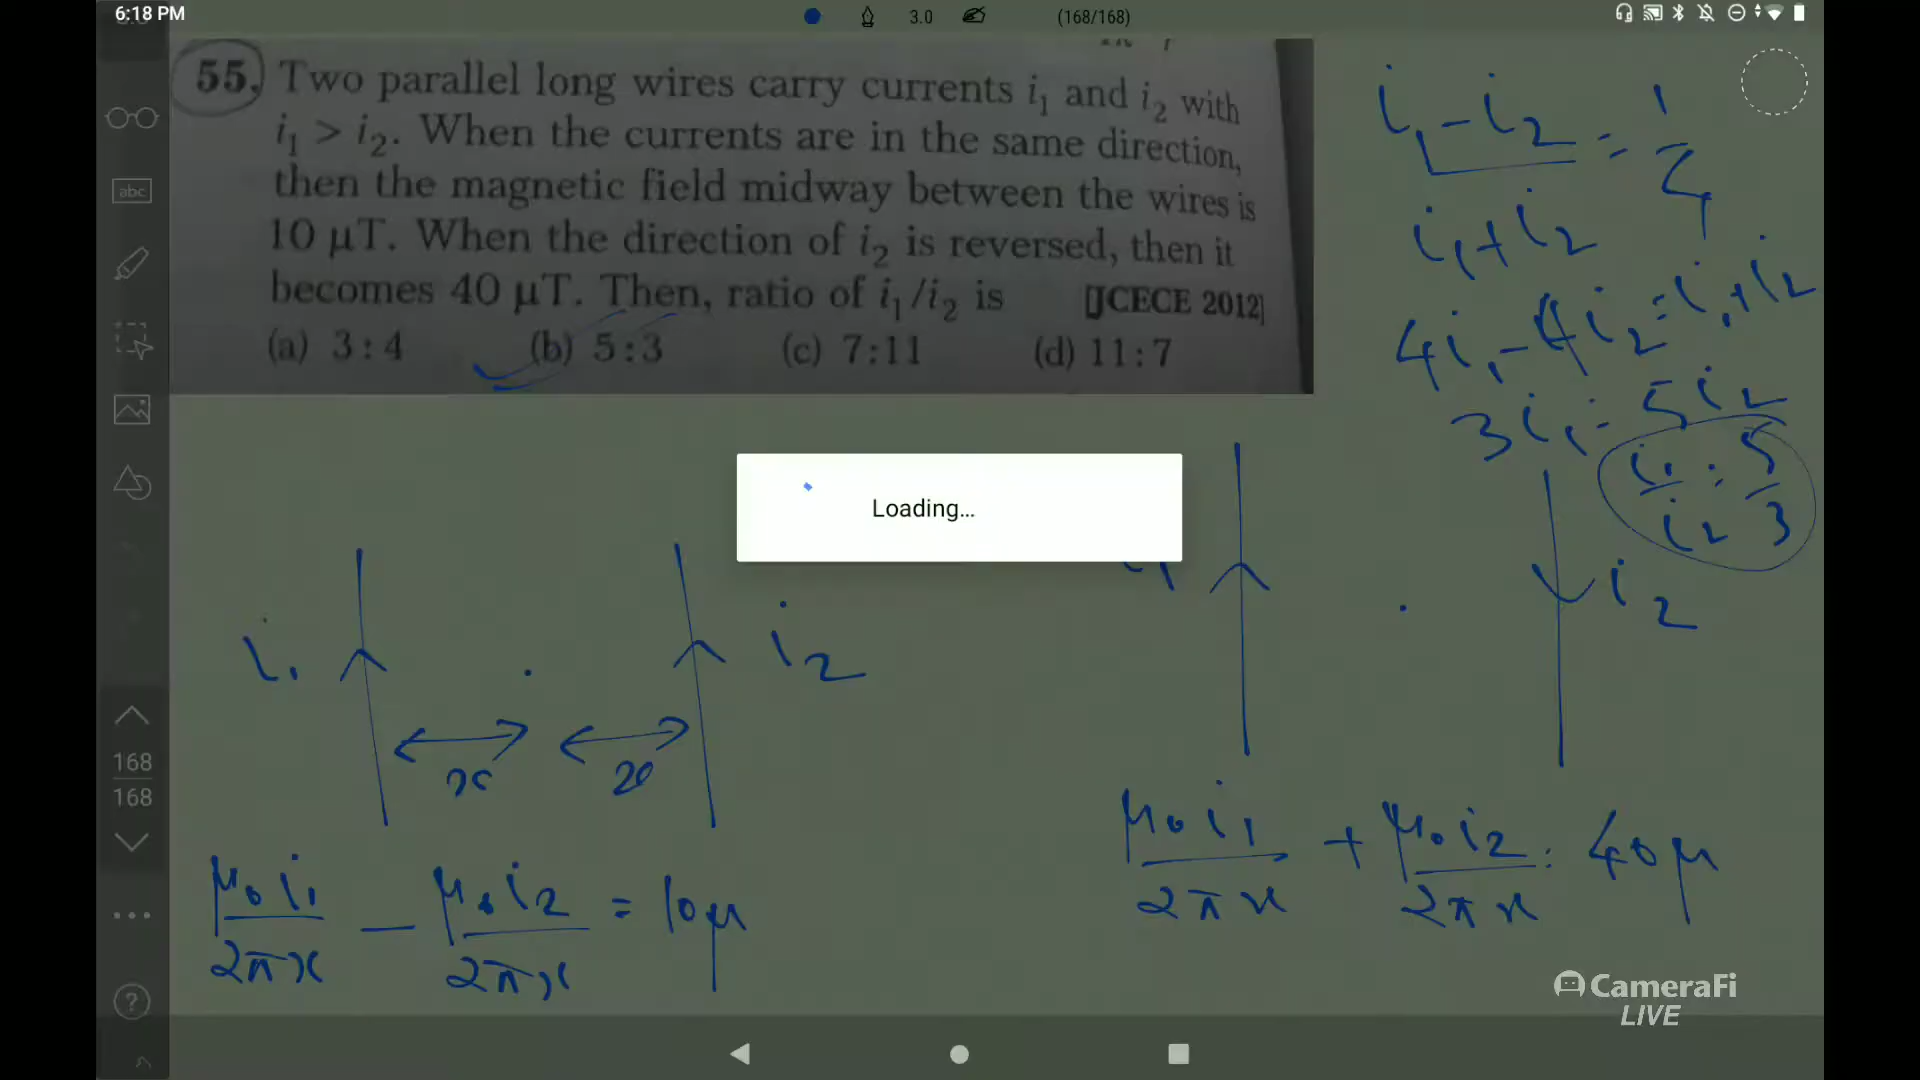 6:18 PM
3.0
(168/168)
55. Two parallel long wires carry currents i₁ and i₂ with
i₁ > i₂. When the currents are in the same direction,
then the magnetic field midway between the wires is
10 μT. When the direction of i₂ is reversed, then it
becomes 40 μT. Then, ratio of i₁/i₂ is [JCECE 2012]
(a) 3 : 4 (b) 5 : 3 (c) 7 : 11 (d) 11 : 7
abc
i₁ - i₂ / i₁ + i₂ = 1/4
4i₁ - 4i₂ = i₁ + i₂
3i₁ = 5i₂
i₁/i₂ = 5/3
Loading...
i₁
i₂
i₂
x
x
μ₀i₁/2πx - μ₀i₂/2πx = 10μ
μ₀i₁/2πx + μ₀i₂/2πx = 40μ
168
168
?
CameraFi
LIVE